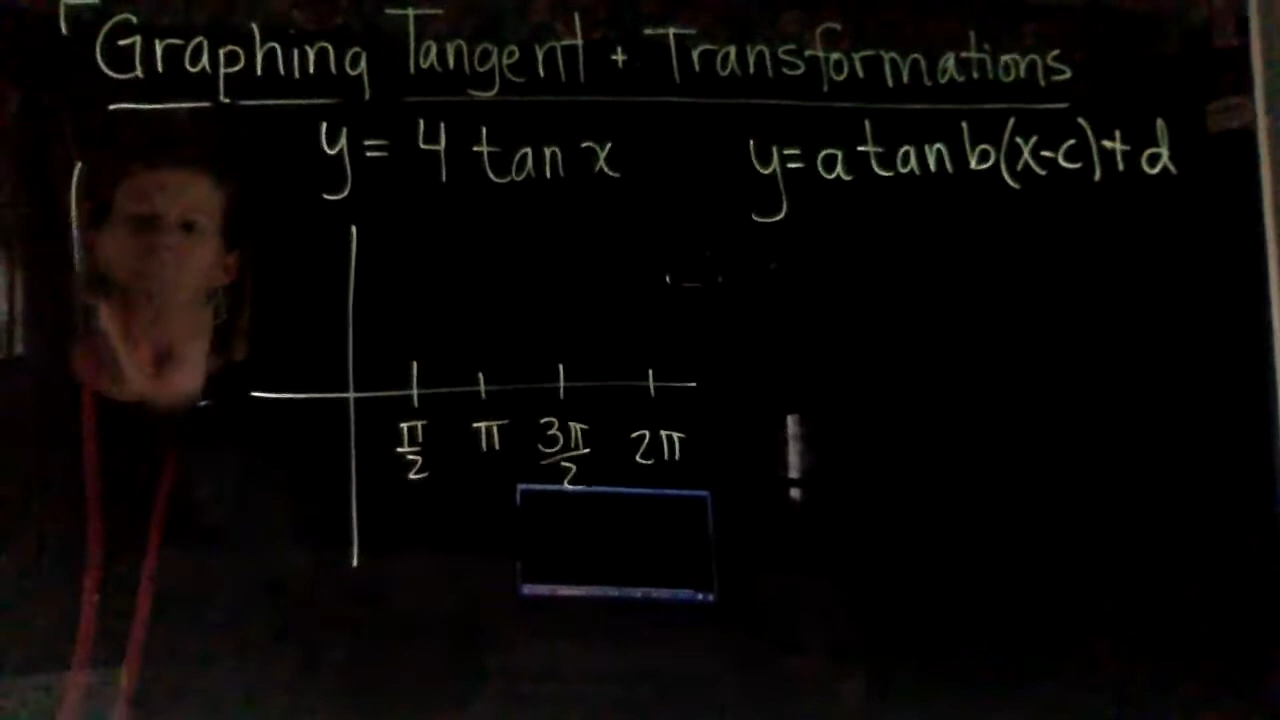 Graphing Tangent + Transformations
y = 4 tan x
y = a tan b(x-c) + d
π/2 π 3π/2 2π